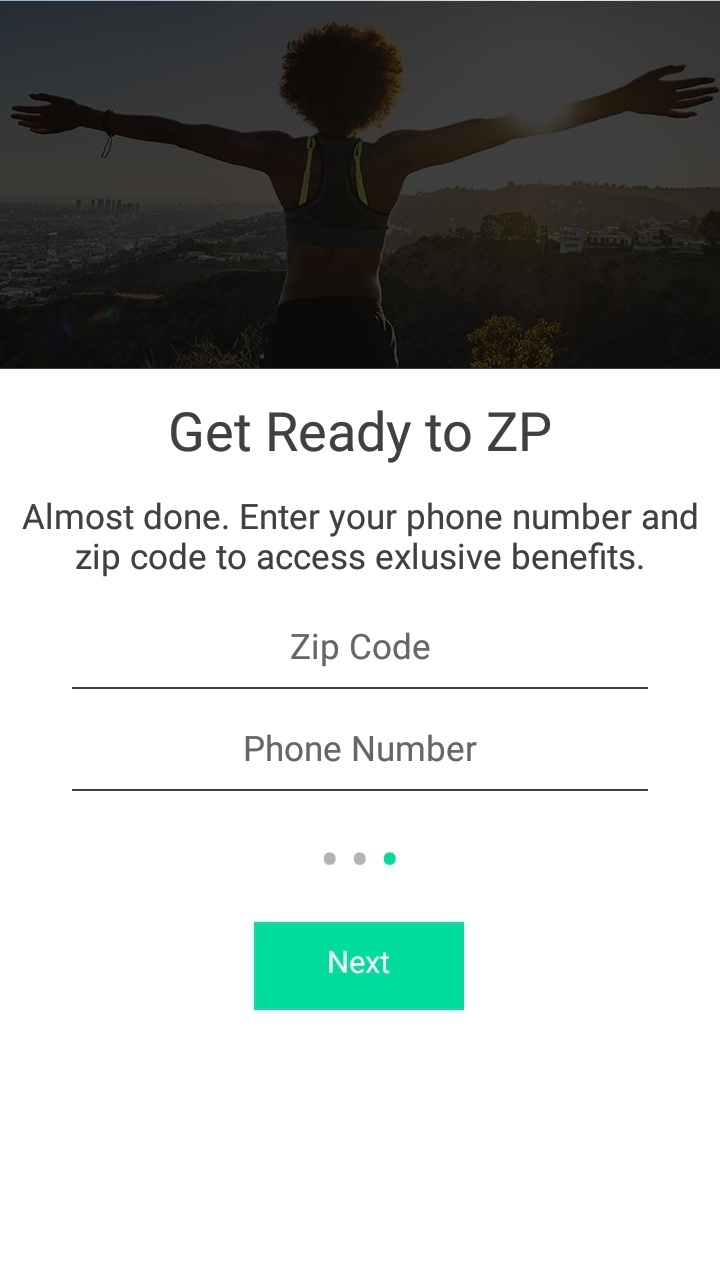 Get Ready to ZP
Almost done. Enter your phone number and
zip code to access exlusive benefits.
Zip Code
Phone Number
Next